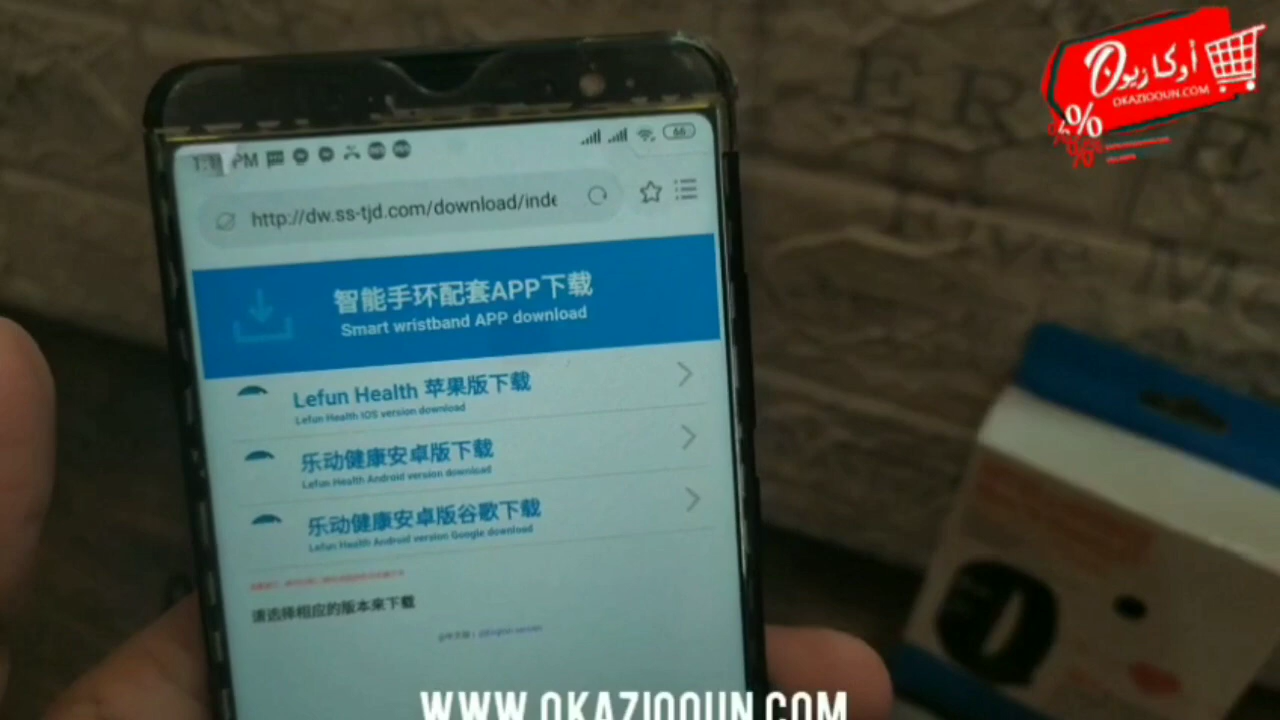 أوكازيون
OKAZIOOUN.COM
%
PM
66
http://dw.ss-tjd.com/download/inde
智能手环配套APP下载
Smart wristband APP download
Lefun Health 苹果版下载
Lefun Health IOS version download
乐动健康安卓版下载
Lefun Health Android version download
乐动健康安卓版谷歌下载
Lefun Health Android version Google download
请选择相应的版本来下载
WWW.OKAZIOOUN.COM